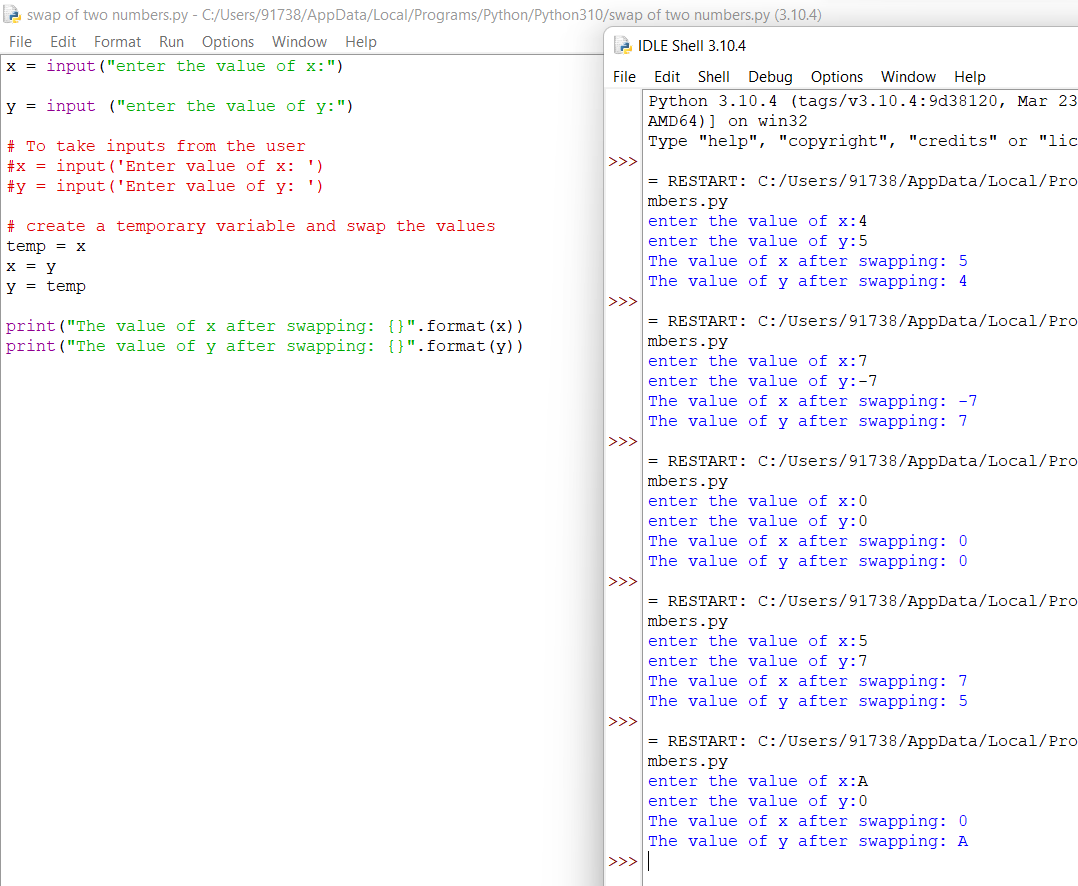 swap of two numbers.py - C:/Users/91738/AppData/Local/Programs/Python/Python310/swap of two numbers.py (3.10.4)
File Edit Format Run Options Window Help
x = input("enter the value of x:")
y = input ("enter the value of y:")
# To take inputs from the user
#x = input('Enter value of x: ')
#y = input('Enter value of y: ')
# create a temporary variable and swap the values
temp = x
x = y
y = temp
print("The value of x after swapping: {}".format(x))
print("The value of y after swapping: {}".format(y))
IDLE Shell 3.10.4
File Edit Shell Debug Options Window Help
Python 3.10.4 (tags/v3.10.4:9d38120, Mar 23
AMD64)] on win32
Type "help", "copyright", "credits" or "lic
>>>
= RESTART: C:/Users/91738/AppData/Local/Pro
mbers.py
enter the value of x:4
enter the value of y:5
The value of x after swapping: 5
The value of y after swapping: 4
>>>
= RESTART: C:/Users/91738/AppData/Local/Pro
mbers.py
enter the value of x:7
enter the value of y:-7
The value of x after swapping: -7
The value of y after swapping: 7
>>>
= RESTART: C:/Users/91738/AppData/Local/Pro
mbers.py
enter the value of x:0
enter the value of y:0
The value of x after swapping: 0
The value of y after swapping: 0
>>>
= RESTART: C:/Users/91738/AppData/Local/Pro
mbers.py
enter the value of x:5
enter the value of y:7
The value of x after swapping: 7
The value of y after swapping: 5
>>>
= RESTART: C:/Users/91738/AppData/Local/Pro
mbers.py
enter the value of x:A
enter the value of y:0
The value of x after swapping: 0
The value of y after swapping: A
>>>